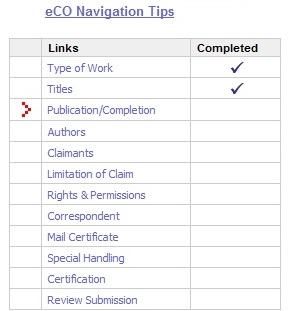 eCO Navigation Tips
Links Completed
Type of Work
Titles
Publication/Completion
Authors
Claimants
Limitation of Claim
Rights & Permissions
Correspondent
Mail Certificate
Special Handling
Certification
Review Submission